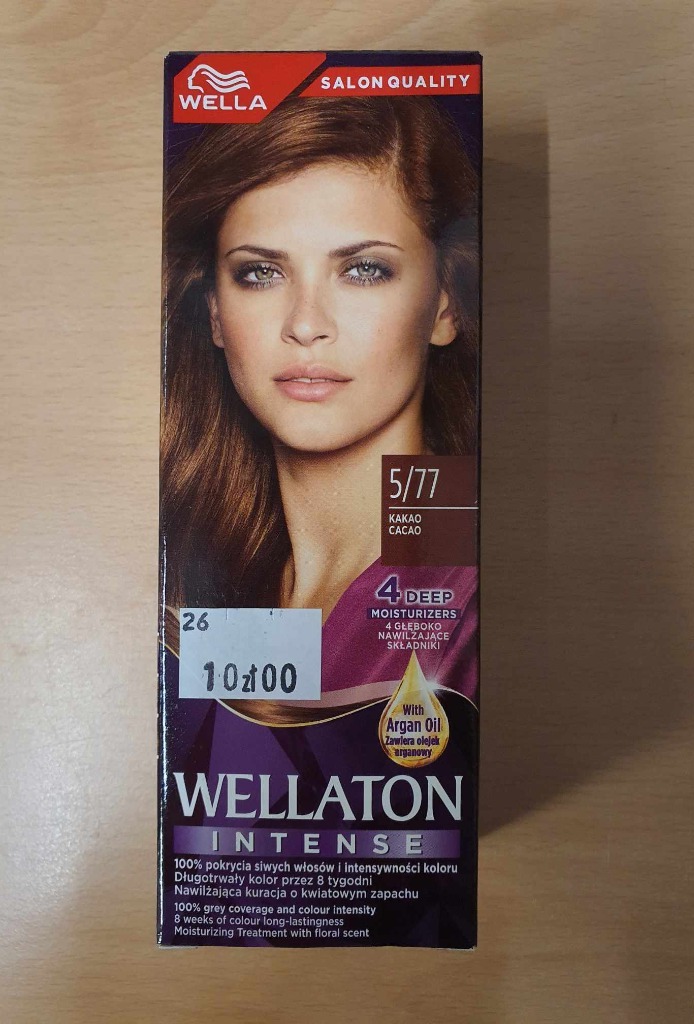 WELLA
SALON QUALITY
5/77
KAKAO
CACAO
4 DEEP
MOISTURIZERS
4 GŁĘBOKO
NAWILŻAJĄCE
SKŁADNIKI
26
10zł00
With
Argan Oil
Zawiera olejek
arganowy
WELLATON
INTENSE
100% pokrycia siwych włosów i intensywności koloru
Długotrwały kolor przez 8 tygodni
Nawilżająca kuracja o kwiatowym zapachu
100% grey coverage and colour intensity
8 weeks of colour long-lastingness
Moisturizing Treatment with floral scent